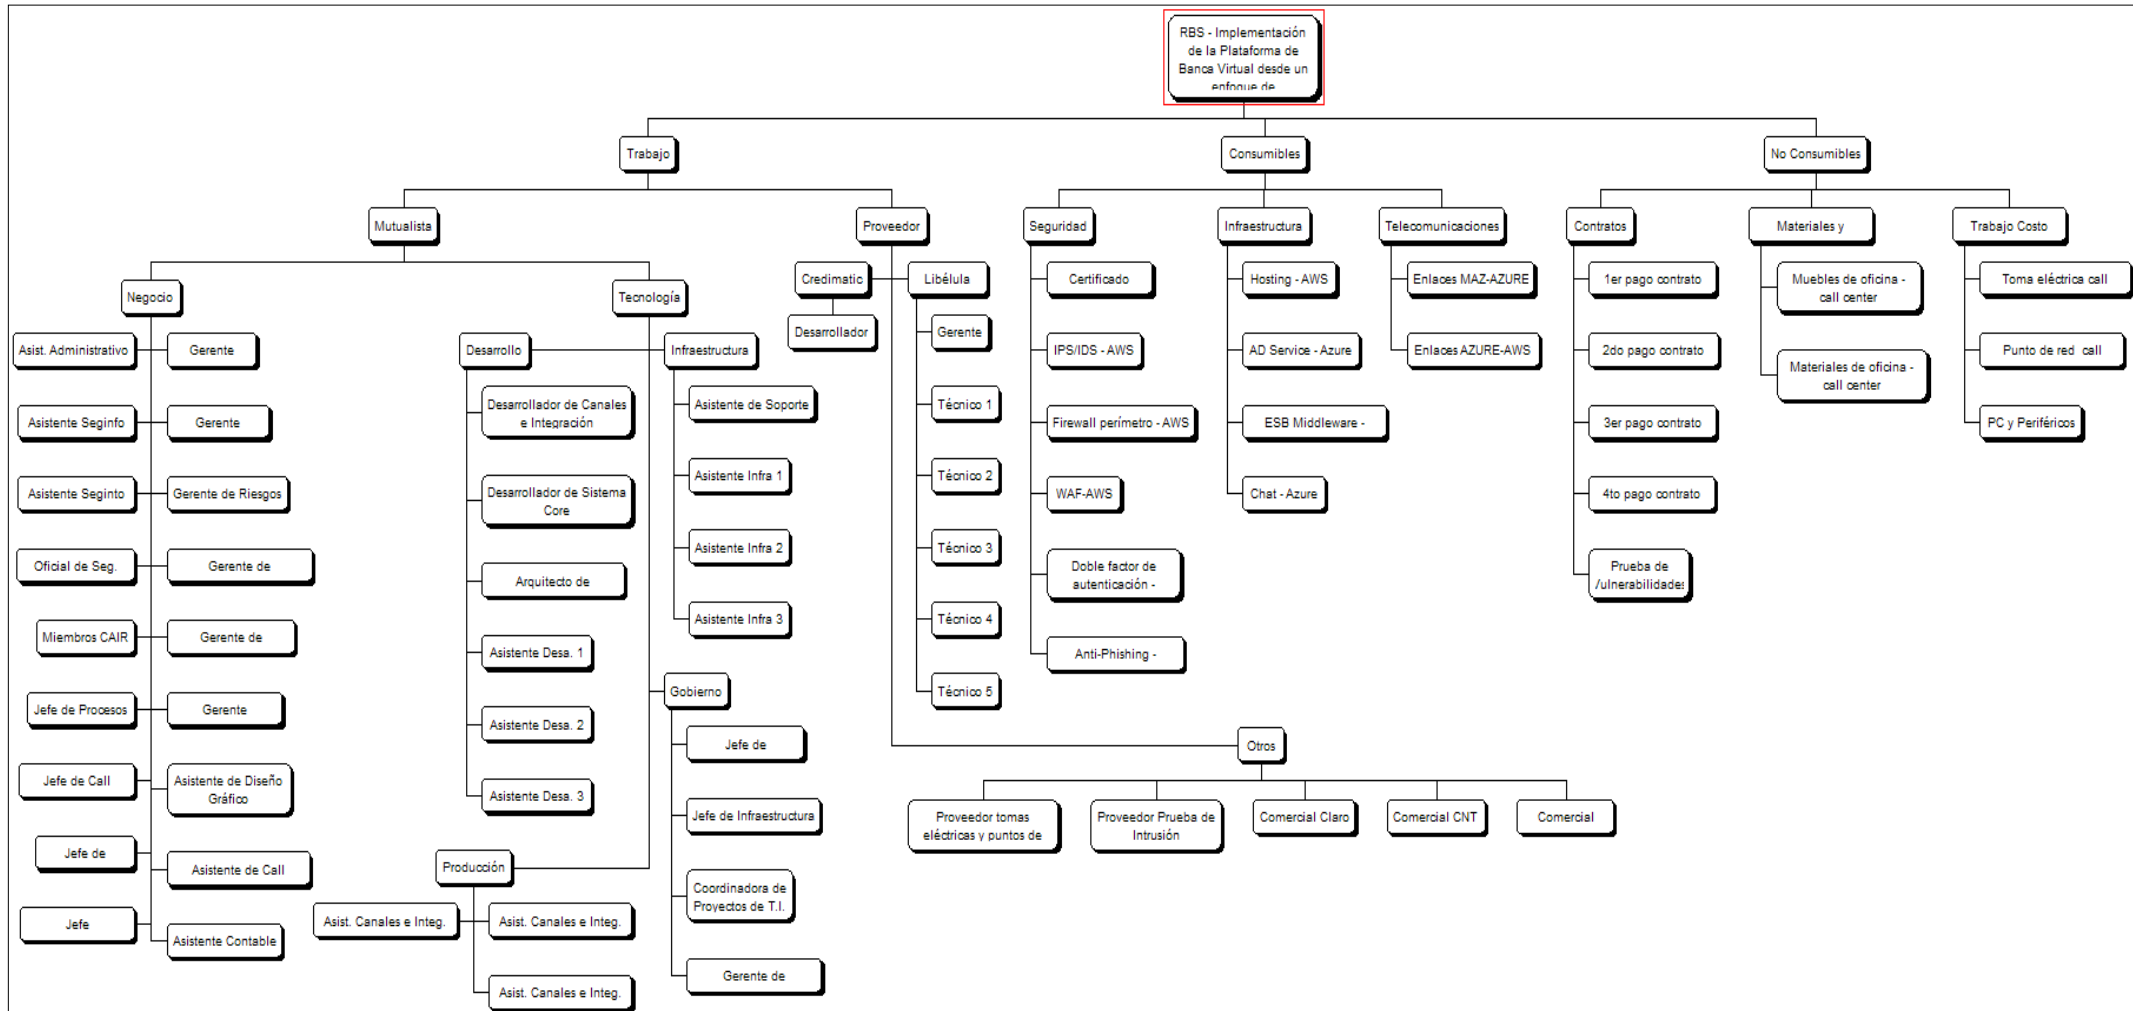 RBS - Implementación
de la Plataforma de
Banca Virtual desde un
enfoque de
Trabajo
Consumibles
No Consumibles
Mutualista
Proveedor
Seguridad
Infraestructura
Telecomunicaciones
Contratos
Materiales y
Trabajo Costo
Negocio
Tecnología
Credimatic
Libélula
Desarrollador
Asist. Administrativo
Gerente
Asistente Seginfo
Gerente
Asistente Seginto
Gerente de Riesgos
Oficial de Seg.
Gerente de
Miembros CAIR
Gerente de
Jefe de Procesos
Gerente
Jefe de Call
Asistente de Diseño
Gráfico
Jefe de
Asistente de Call
Jefe
Asistente Contable
Desarrollo
Infraestructura
Desarrollador de Canales
e Integración
Desarrollador de Sistema
Core
Arquitecto de
Asistente Desa. 1
Asistente Desa. 2
Asistente Desa. 3
Asistente de Soporte
Asistente Infra 1
Asistente Infra 2
Asistente Infra 3
Gobierno
Jefe de
Jefe de Infraestructura
Coordinadora de
Proyectos de T.I.
Gerente de
Producción
Asist. Canales e Integ.
Asist. Canales e Integ.
Asist. Canales e Integ.
Gerente
Técnico 1
Técnico 2
Técnico 3
Técnico 4
Técnico 5
Otros
Proveedor tomas
eléctricas y puntos de
Proveedor Prueba de
Intrusión
Comercial Claro
Comercial CNT
Comercial
Certificado
IPS/IDS - AWS
Firewall perímetro - AWS
WAF-AWS
Doble factor de
autenticación -
Anti-Phishing -
Hosting - AWS
AD Service - Azure
ESB Middleware -
Chat - Azure
Enlaces MAZ-AZURE
Enlaces AZURE-AWS
1er pago contrato
2do pago contrato
3er pago contrato
4to pago contrato
Prueba de
/ulnerabilidades
Muebles de oficina -
call center
Materiales de oficina -
call center
Toma eléctrica call
Punto de red call
PC y Periféricos